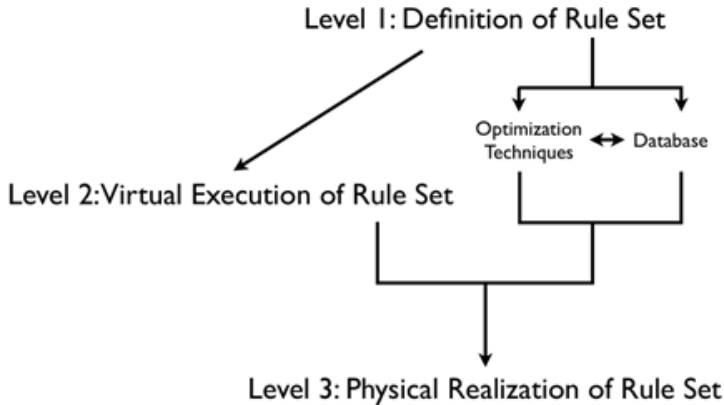 Level 1: Definition of Rule Set
Optimization
Techniques
Database
Level 2:Virtual Execution of Rule Set
Level 3: Physical Realization of Rule Set